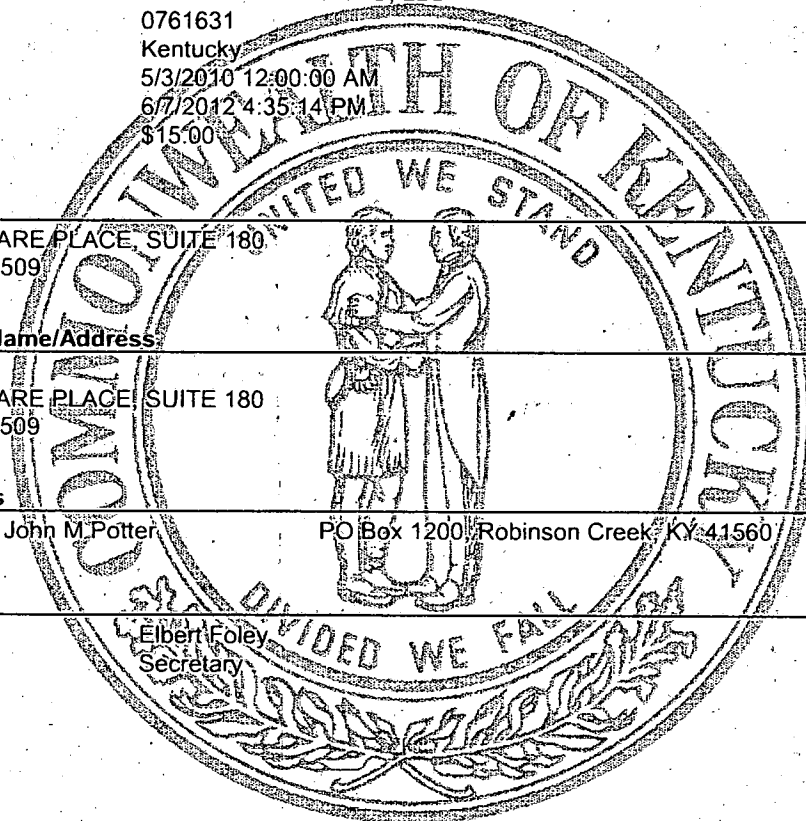 0761631
Kentucky
5/3/2010 12:00:00 AM
6/7/2012 4:35:14 PM
$15.00
COMMONWEALTH OF KENTUCKY
UNITED WE STAND
ARE PLACE, SUITE 180
509
Name/Address
ARE PLACE, SUITE 180
509
s
John M Potter PO Box 1200, Robinson Creek, KY 41560
DIVIDED WE FALL
Elbert Foley
Secretary